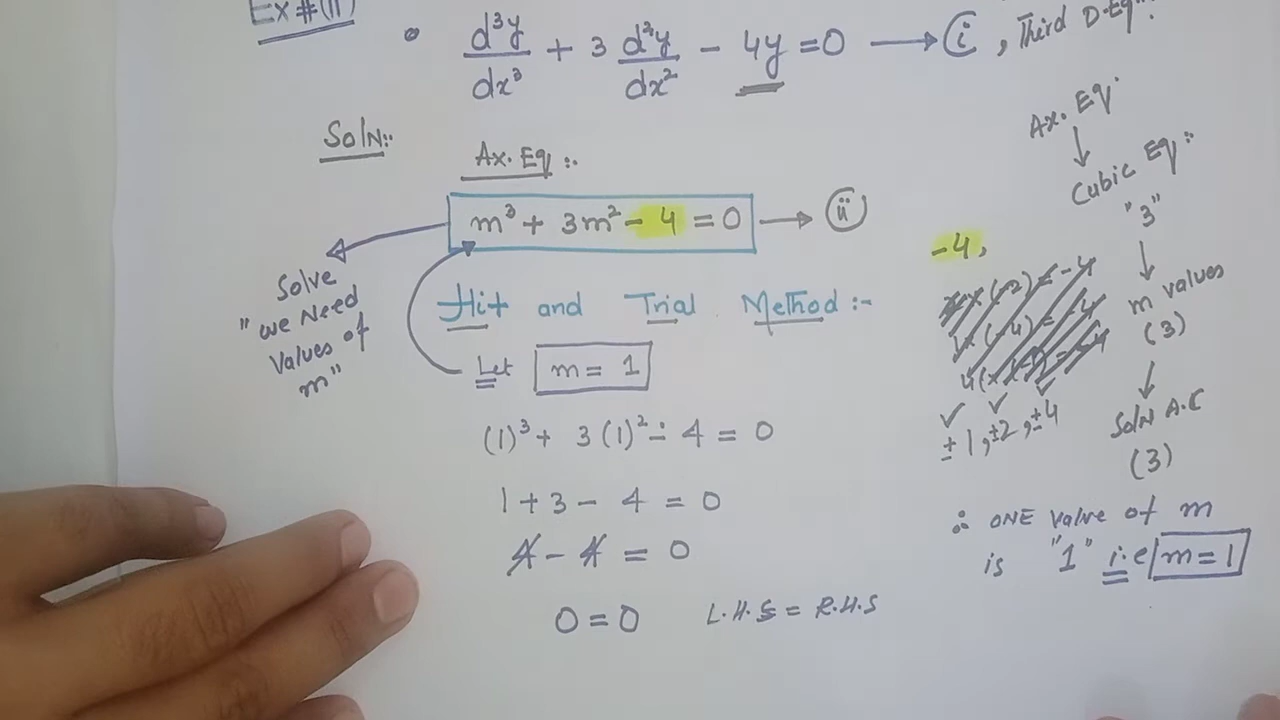 Ex#(11)
d³y/dx³ + 3 d²y/dx² - 4y = 0 → (i), Third D.Eq.
Soln:.
Ax. Eq :.
m³ + 3m² - 4 = 0 → (ii)
Solve
"we Need
values of
m"
Hit and Trial Method :-
Let m = 1
(1)³ + 3(1)² - 4 = 0
1 + 3 - 4 = 0
4 - 4 = 0
0 = 0 L.H.S = R.H.S
Ax. Eq.
↓
Cubic Eq :.
"3"
↓
m values
(3)
↓
Soln A.C
(3)
-4,
±1, ±2, ±4
∴ ONE value of m
is "1" i.e m = 1